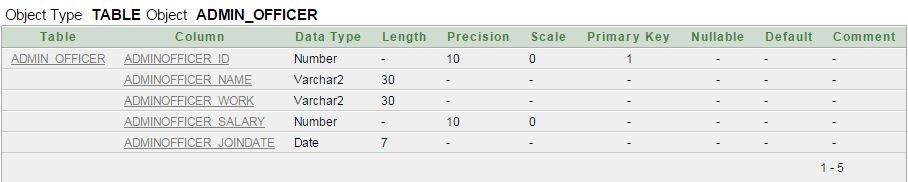 Object Type TABLE Object ADMIN_OFFICER
Table Column Data Type Length Precision Scale Primary Key Nullable Default Comment
ADMIN_OFFICER ADMINOFFICER_ID Number - 10 0 1 - - -
ADMINOFFICER_NAME Varchar2 30 - - - - - -
ADMINOFFICER_WORK Varchar2 30 - - - - - -
ADMINOFFICER_SALARY Number - 10 0 - - - -
ADMINOFFICER_JOINDATE Date 7 - - - - - -
1 - 5